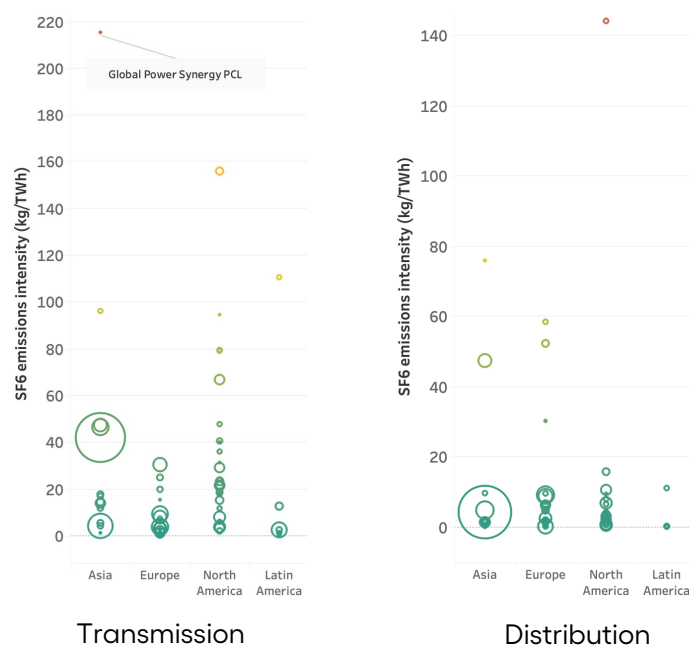 220
200
180
160
140
120
100
80
60
40
20
0
SF6 emissions intensity (kg/TWh)
Global Power Synergy PCL
Asia
Europe
North
America
Latin
America
Transmission
140
120
100
80
60
40
20
0
SF6 emissions intensity (kg/TWh)
Asia
Europe
North
America
Latin
America
Distribution